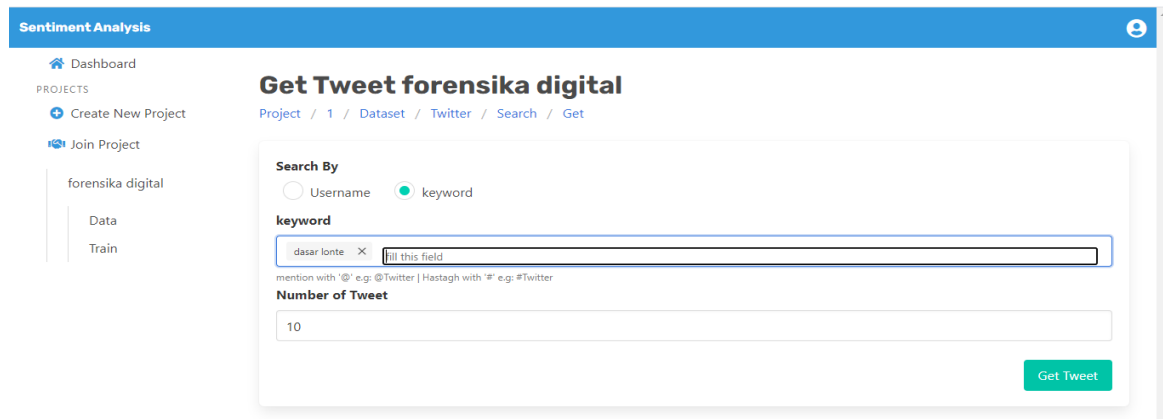 Sentiment Analysis
Dashboard
PROJECTS
Create New Project
Join Project
forensika digital
Data
Train
Get Tweet forensika digital
Project / 1 / Dataset / Twitter / Search / Get
Search By
Username keyword
keyword
dasar lonte ✕ fill this field
mention with '@' e.g: @Twitter | Hastagh with '#' e.g: #Twitter
Number of Tweet
10
Get Tweet